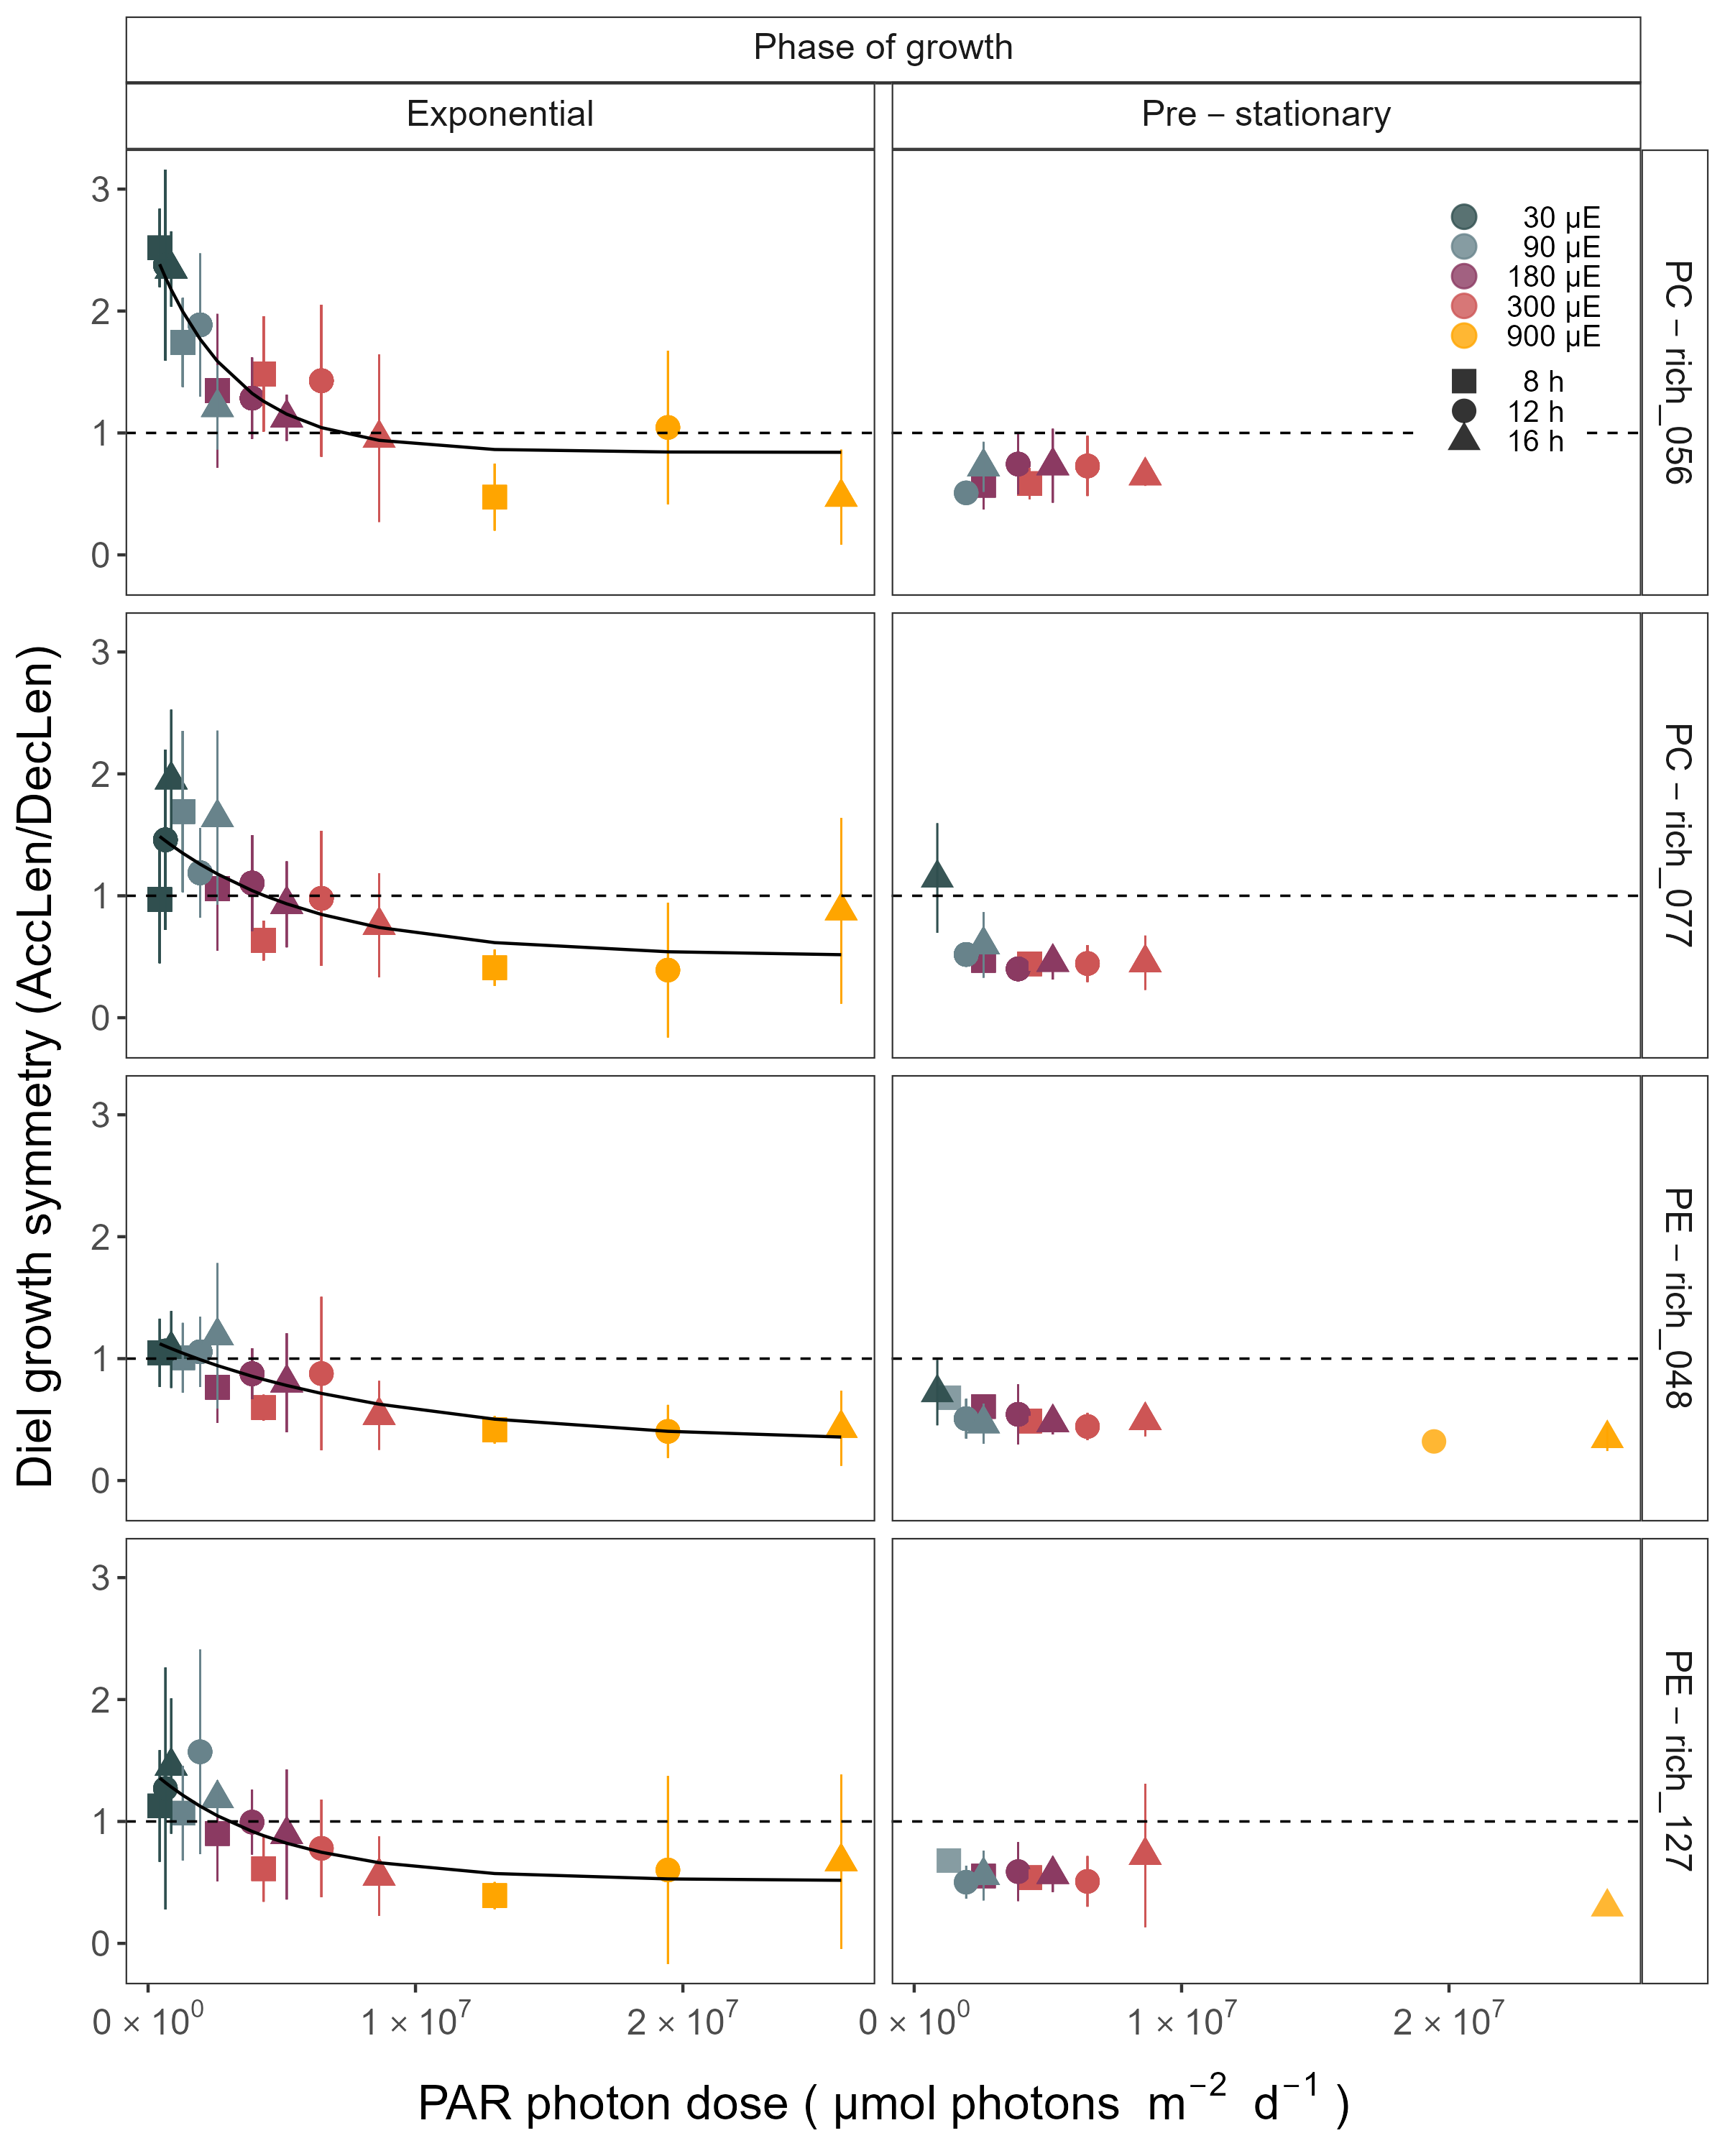 Phase of growth
Exponential
Pre − stationary
3
2
1
0
30 µE
90 µE
180 µE
300 µE
900 µE
8 h
12 h
16 h
PC − rich_056
3
2
1
0
PC − rich_077
3
2
1
0
PE − rich_048
3
2
1
0
PE − rich_127
0 × 10⁰
1 × 10⁷
2 × 10⁷
0 × 10⁰
1 × 10⁷
2 × 10⁷
Diel growth symmetry (AccLen/DecLen)
PAR photon dose ( µmol photons m⁻² d⁻¹ )